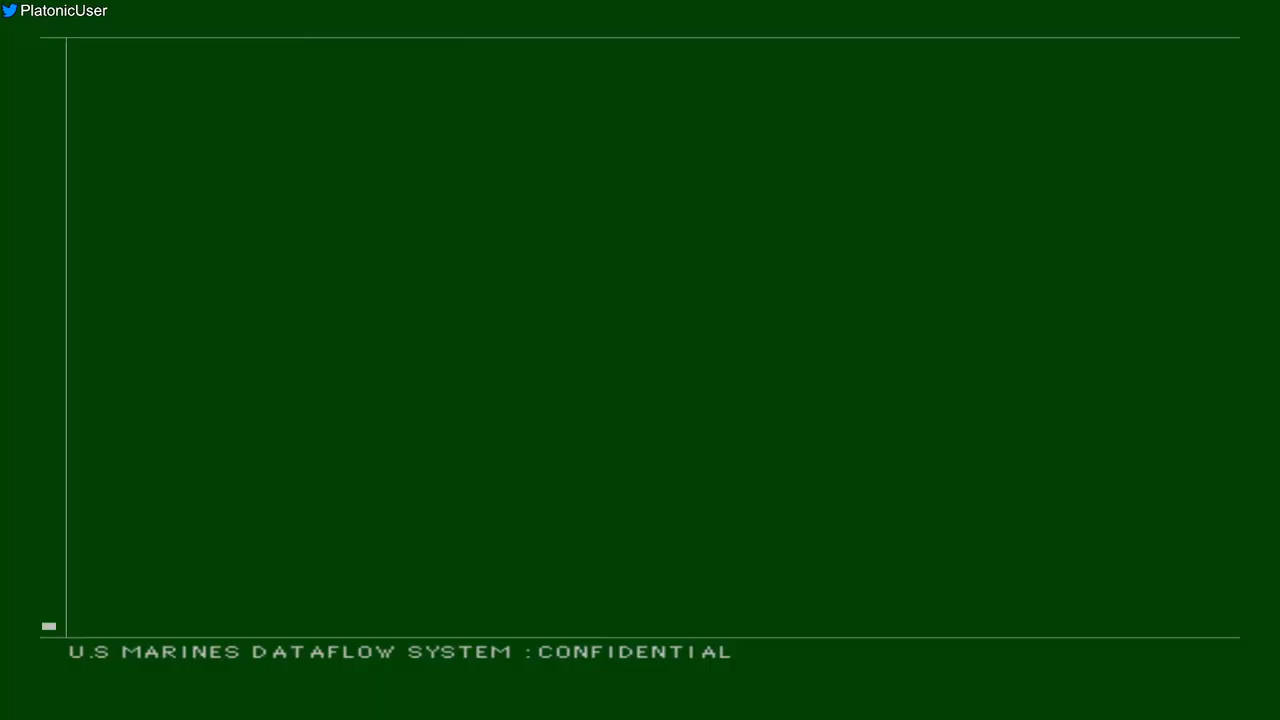 PlatonicUser
U.S MARINES DATAFLOW SYSTEM :CONFIDENTIAL